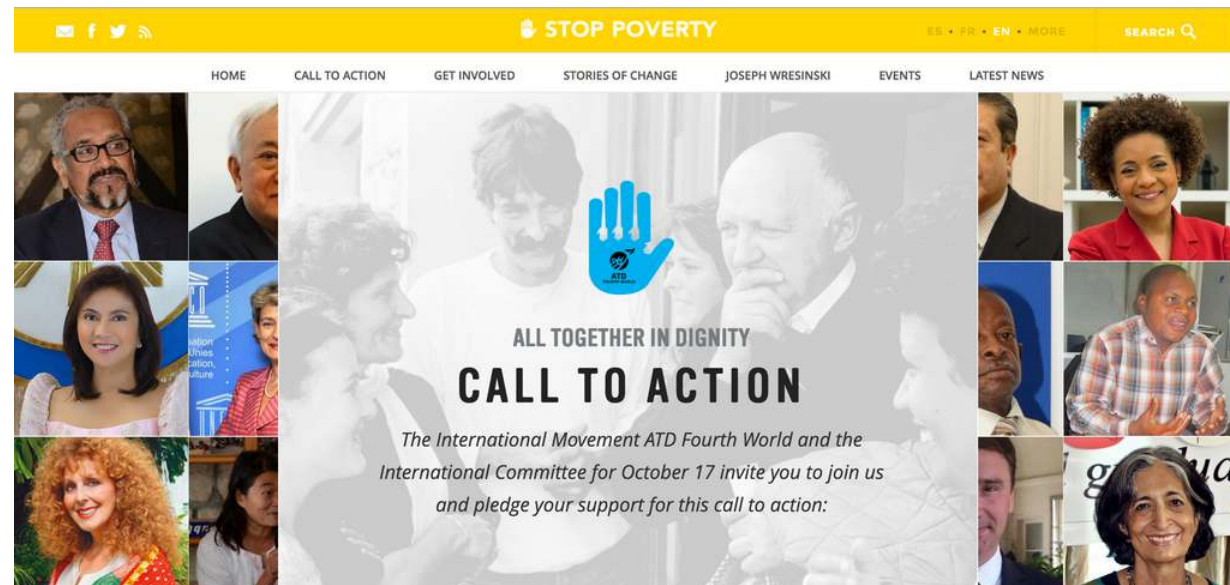 STOP POVERTY
ES • FR • EN • MORE
SEARCH
HOME CALL TO ACTION GET INVOLVED STORIES OF CHANGE JOSEPH WRESINSKI EVENTS LATEST NEWS
ATD
FOURTH WORLD
ALL TOGETHER IN DIGNITY
CALL TO ACTION
The International Movement ATD Fourth World and the
International Committee for October 17 invite you to join us
and pledge your support for this call to action: